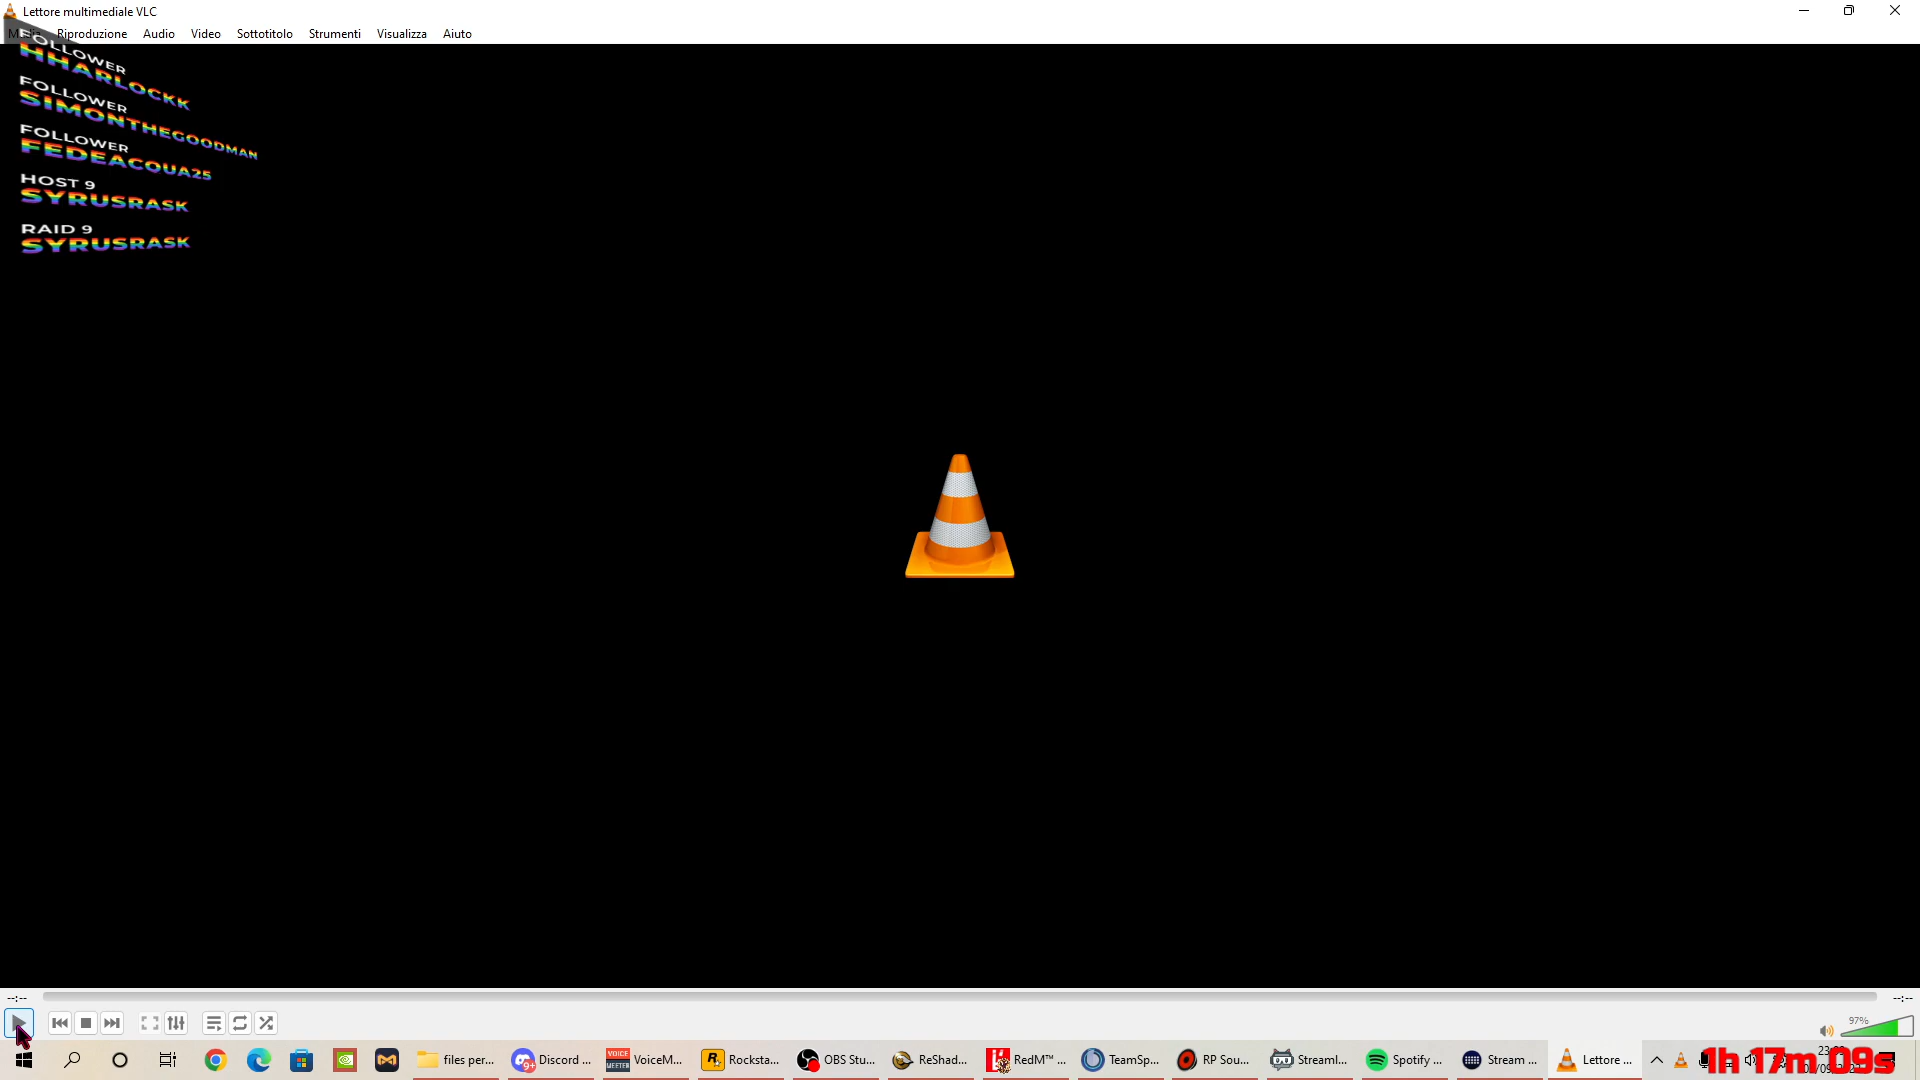 Lettore multimediale VLC
Riproduzione Audio Video Sottotitolo Strumenti Visualizza Aiuto
FOLLOWER
HHARLOCKK
FOLLOWER
SIMONTHEGOODMAN
FOLLOWER
FEDEACQUA25
HOST 9
SYRUSRASK
RAID 9
SYRUSRASK
--:-- --:--
97%
files per... Discord ... VoiceM... Rocksta... OBS Stu... ReShad... RedM™ ... TeamSp... RP Sou... Streaml... Spotify ... Stream ... Lettore ...
1h 17m 09s